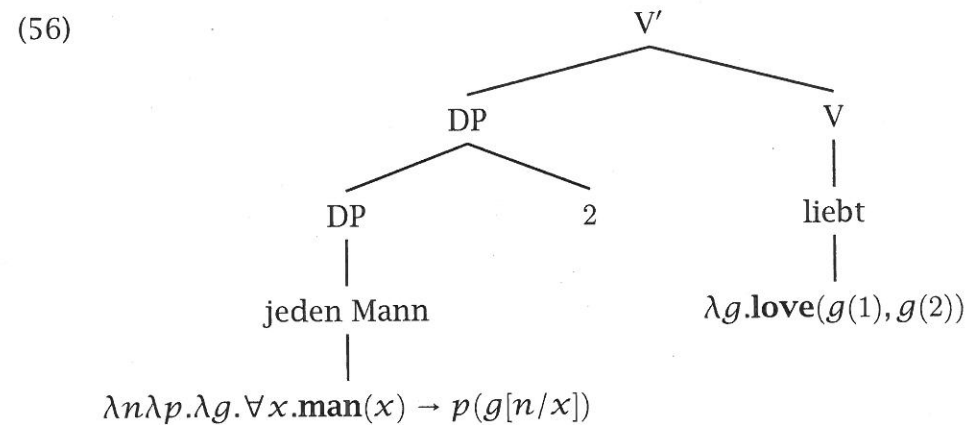 (56)
V′
DP V
DP 2 liebt
jeden Mann λg.love(g(1), g(2))
λnλp.λg.∀x.man(x) → p(g[n/x])